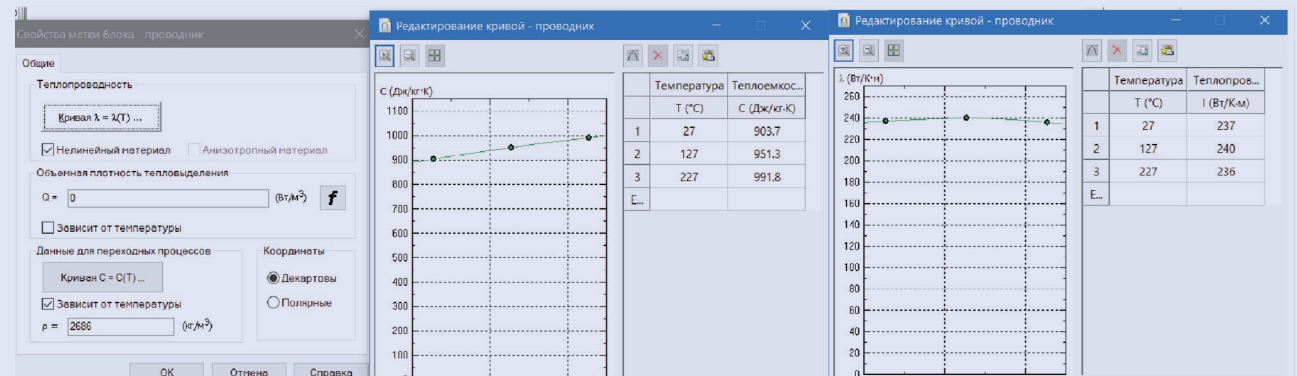 Свойства метки блока - проводник
Общие
Теплопроводность
Кривая λ = λ(T) ...
Нелинейный материал
Анизотропный материал
Объемная плотность тепловыделения
Q =
0
(Вт/м³)
f
Зависит от температуры
Данные для переходных процессов
Кривая C = C(T) ...
Зависит от температуры
ρ =
2686
(кг/м³)
Координаты
Декартовы
Полярные
ОК
Отмена
Справка
Редактирование кривой - проводник
C (Дж/кг·К)
1100
1000
900
800
700
600
500
400
300
200
100
Температура Теплоемкос...
T (°C) C (Дж/кг·К)
1 27 903.7
2 127 951.3
3 227 991.8
Е...
Редактирование кривой - проводник
λ (Вт/К·м)
260
240
220
200
180
160
140
120
100
80
60
40
20
0
Температура Теплопров...
T (°C) l (Вт/К·м)
1 27 237
2 127 240
3 227 236
Е...